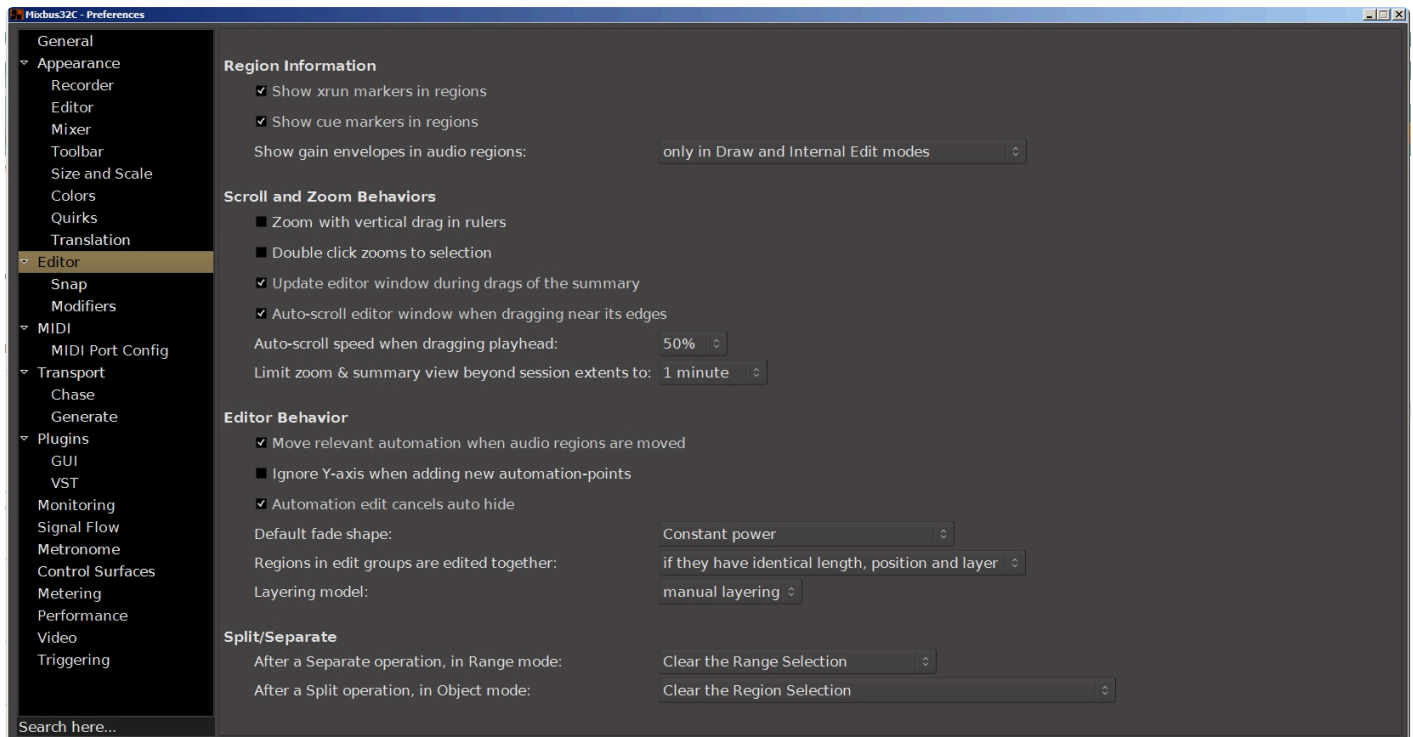 Mixbus32C - Preferences
General
Appearance
Recorder
Editor
Mixer
Toolbar
Size and Scale
Colors
Quirks
Translation
Editor
Snap
Modifiers
MIDI
MIDI Port Config
Transport
Chase
Generate
Plugins
GUI
VST
Monitoring
Signal Flow
Metronome
Control Surfaces
Metering
Performance
Video
Triggering
Search here...
Region Information
Show xrun markers in regions
Show cue markers in regions
Show gain envelopes in audio regions: only in Draw and Internal Edit modes
Scroll and Zoom Behaviors
Zoom with vertical drag in rulers
Double click zooms to selection
Update editor window during drags of the summary
Auto-scroll editor window when dragging near its edges
Auto-scroll speed when dragging playhead: 50%
Limit zoom & summary view beyond session extents to: 1 minute
Editor Behavior
Move relevant automation when audio regions are moved
Ignore Y-axis when adding new automation-points
Automation edit cancels auto hide
Default fade shape: Constant power
Regions in edit groups are edited together: if they have identical length, position and layer
Layering model: manual layering
Split/Separate
After a Separate operation, in Range mode: Clear the Range Selection
After a Split operation, in Object mode: Clear the Region Selection